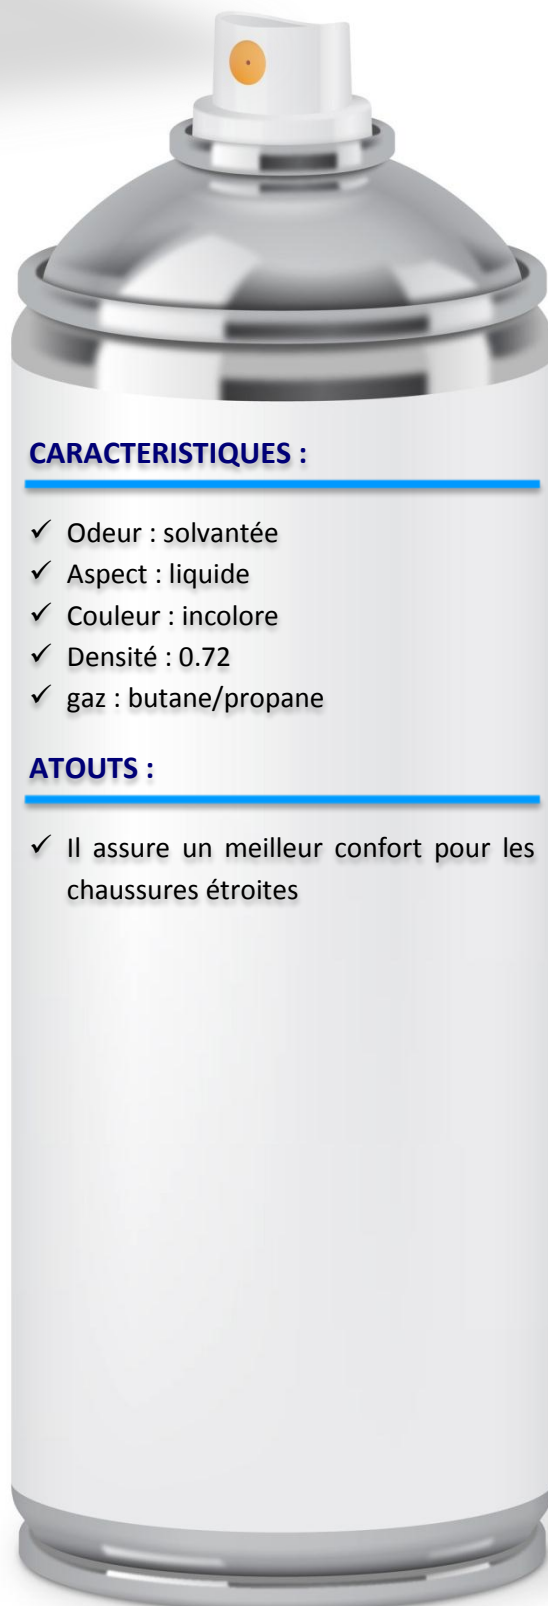 CARACTERISTIQUES :
✓ Odeur : solvantée
✓ Aspect : liquide
✓ Couleur : incolore
✓ Densité : 0.72
✓ gaz : butane/propane
ATOUTS :
✓ Il assure un meilleur confort pour les
chaussures étroites